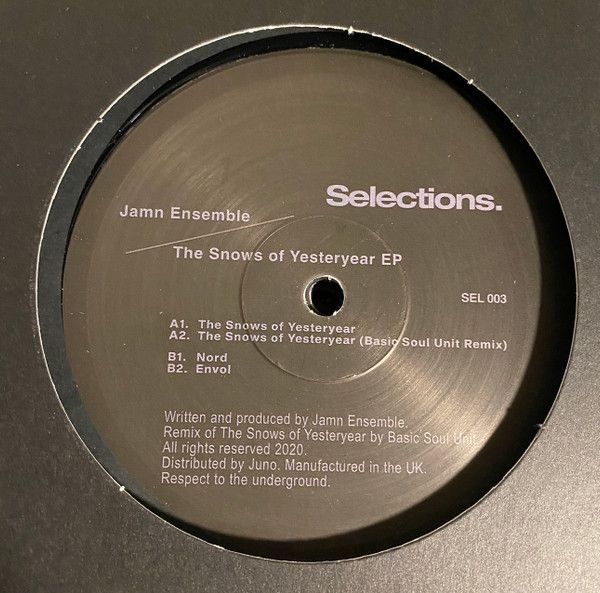 Selections.
Jamn Ensemble
The Snows of Yesteryear EP
SEL 003
A1. The Snows of Yesteryear
A2. The Snows of Yesteryear (Basic Soul Unit Remix)
B1. Nord
B2. Envol
Written and produced by Jamn Ensemble.
Remix of The Snows of Yesteryear by Basic Soul Unit.
All rights reserved 2020.
Distributed by Juno. Manufactured in the UK.
Respect to the underground.